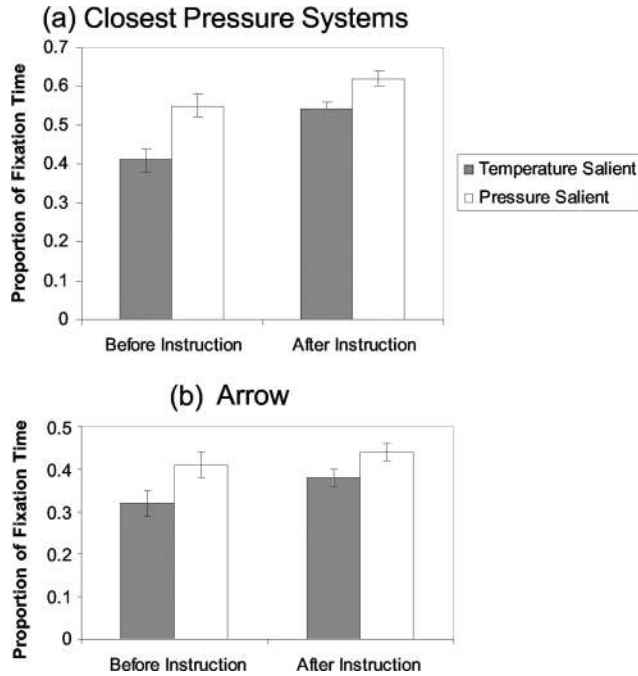 (a) Closest Pressure Systems
Proportion of Fixation Time
0.7
0.6
0.5
0.4
0.3
0.2
0.1
0
Before Instruction After Instruction
Temperature Salient
Pressure Salient
(b) Arrow
Proportion of Fixation Time
0.5
0.4
0.3
0.2
0.1
0
Before Instruction After Instruction